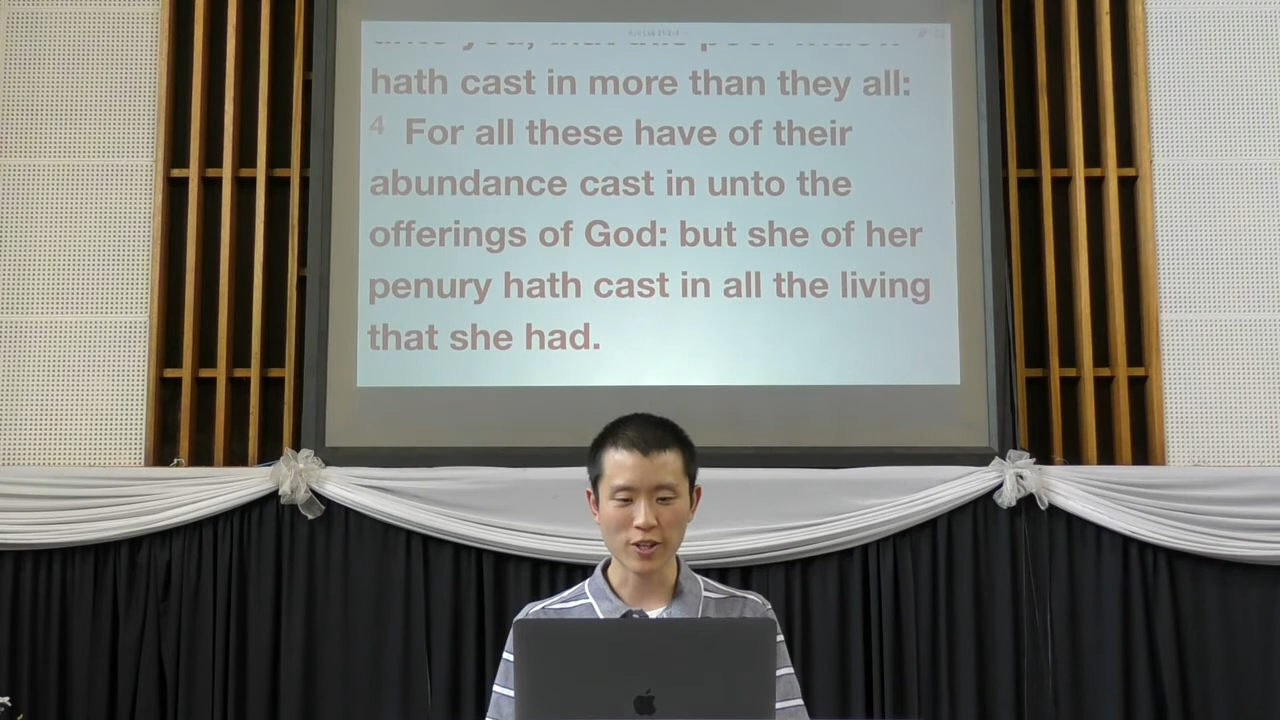 hath cast in more than they all:
4 For all these have of their
abundance cast in unto the
offerings of God: but she of her
penury hath cast in all the living
that she had.